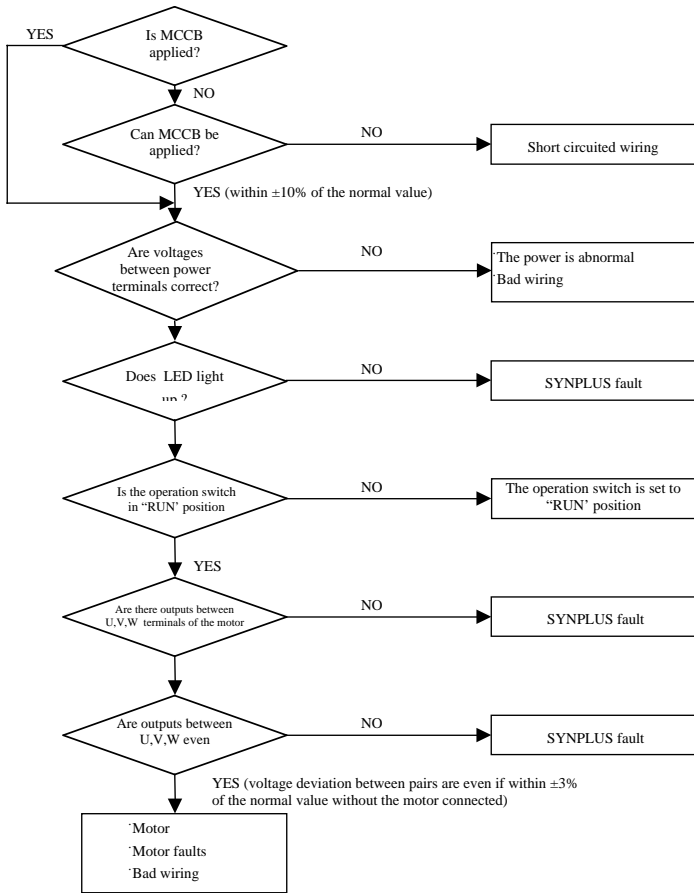 YES
Is MCCB
applied?
NO
Can MCCB be
applied?
NO
Short circuited wiring
YES (within ±10% of the normal value)
Are voltages
between power
terminals correct?
NO
˙The power is abnormal
˙Bad wiring
Does LED light
up ?
NO
SYNPLUS fault
Is the operation switch
in “RUN’ position
NO
The operation switch is set to
“RUN’ position
YES
Are there outputs between
U,V,W terminals of the motor
NO
SYNPLUS fault
Are outputs between
U,V,W even
NO
SYNPLUS fault
YES (voltage deviation between pairs are even if within ±3%
of the normal value without the motor connected)
˙Motor
˙Motor faults
˙Bad wiring